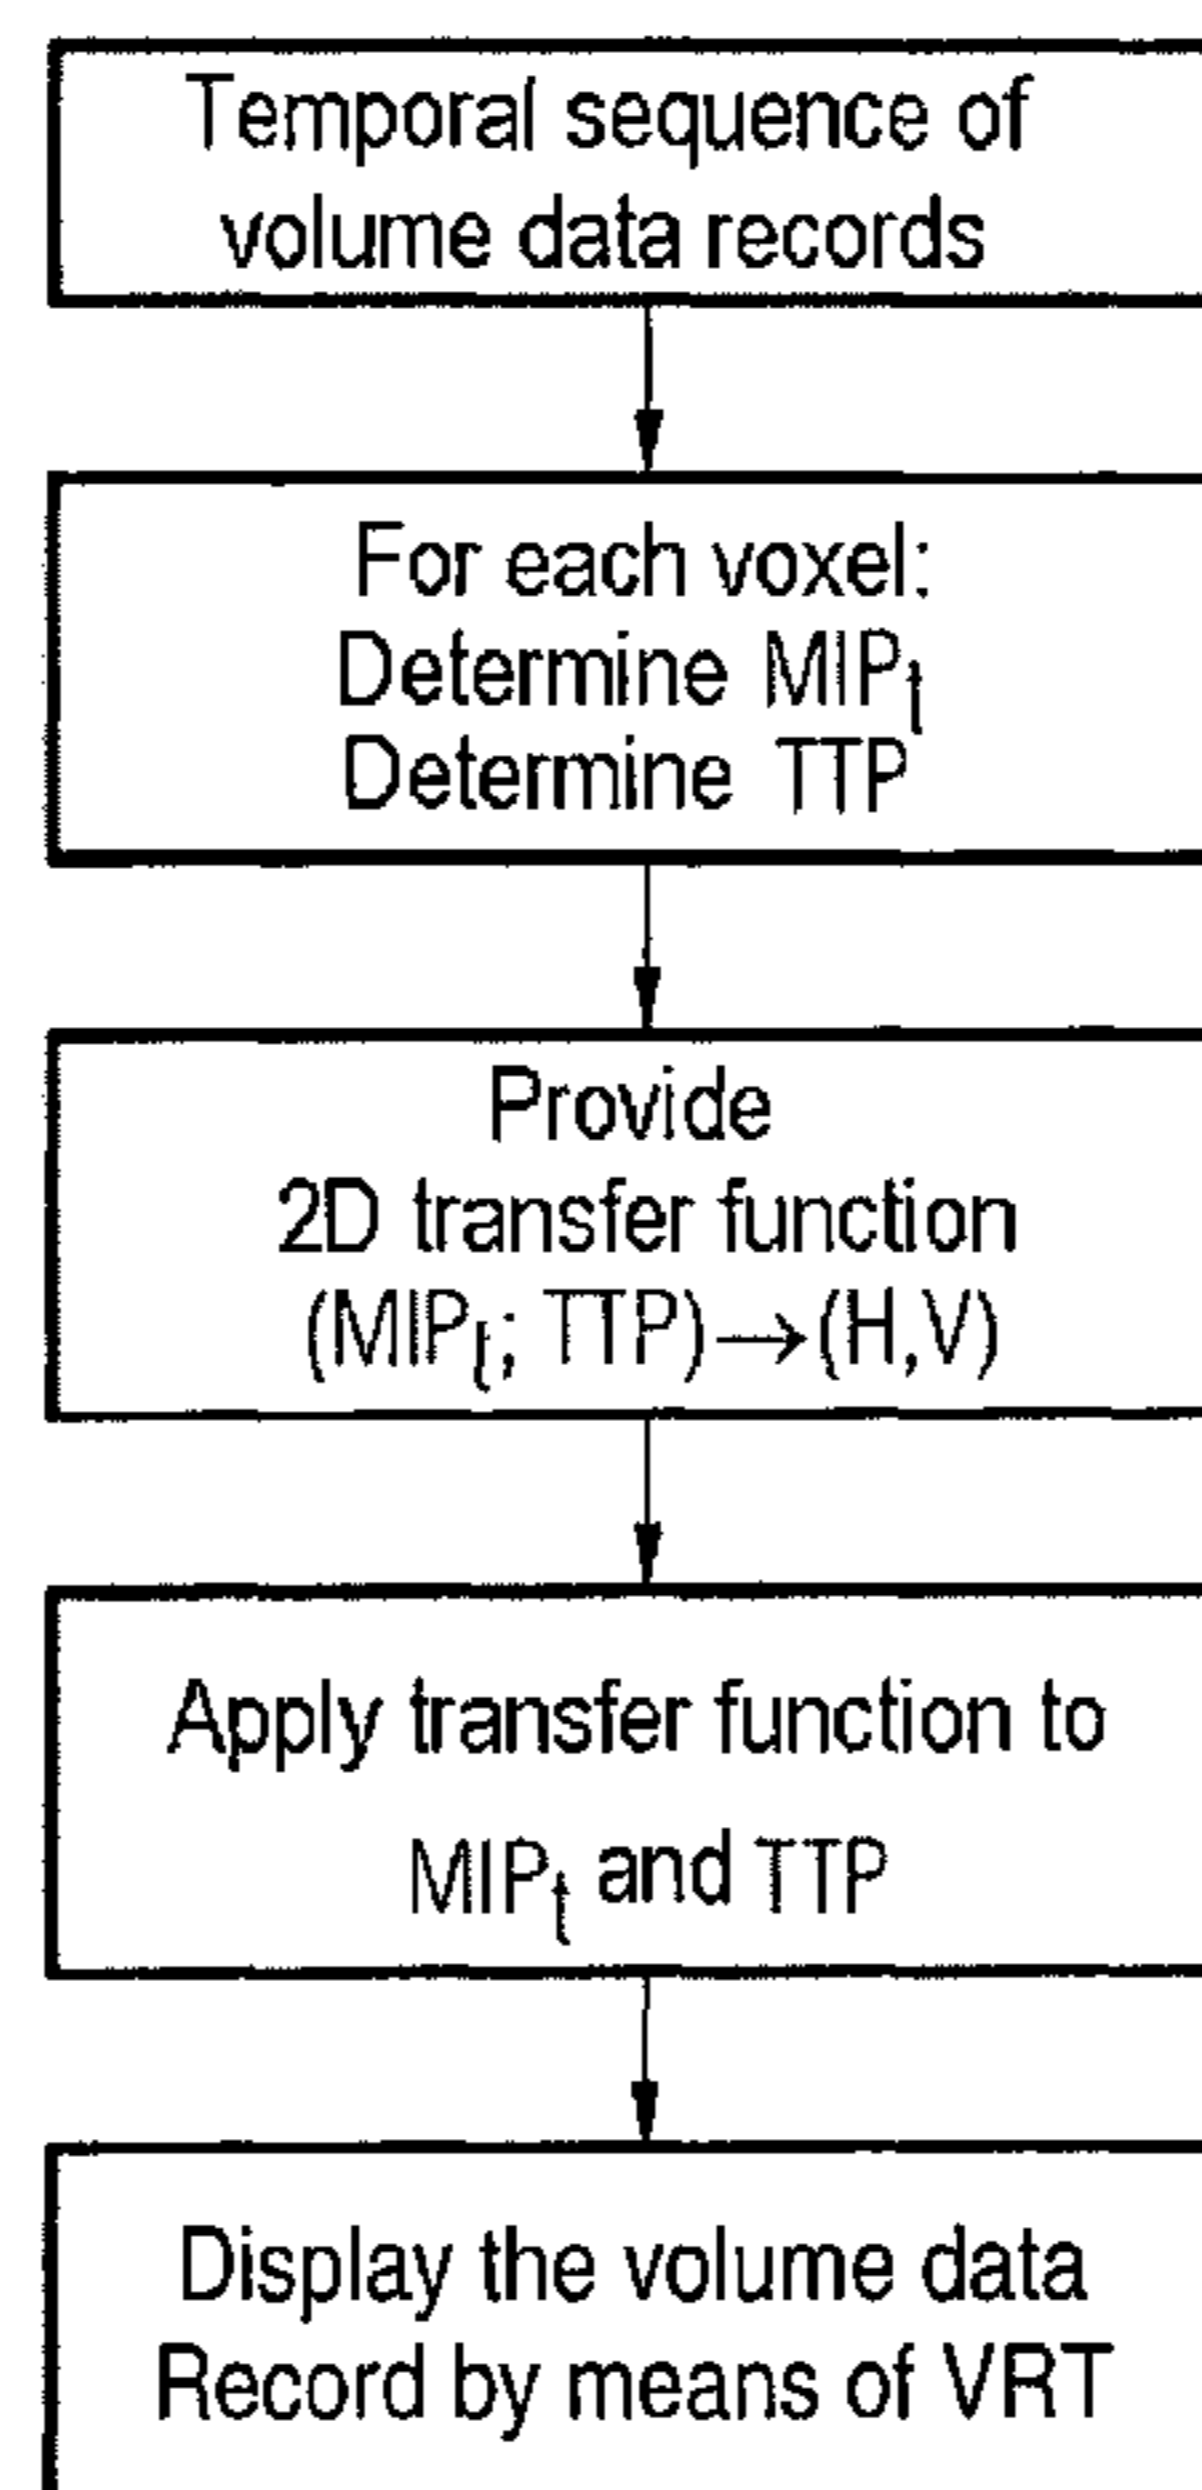 Temporal sequence of
volume data records
For each voxel:
Determine MIPt
Determine TTP
Provide
2D transfer function
(MIPt; TTP)→(H,V)
Apply transfer function to
MIPt and TTP
Display the volume data
Record by means of VRT